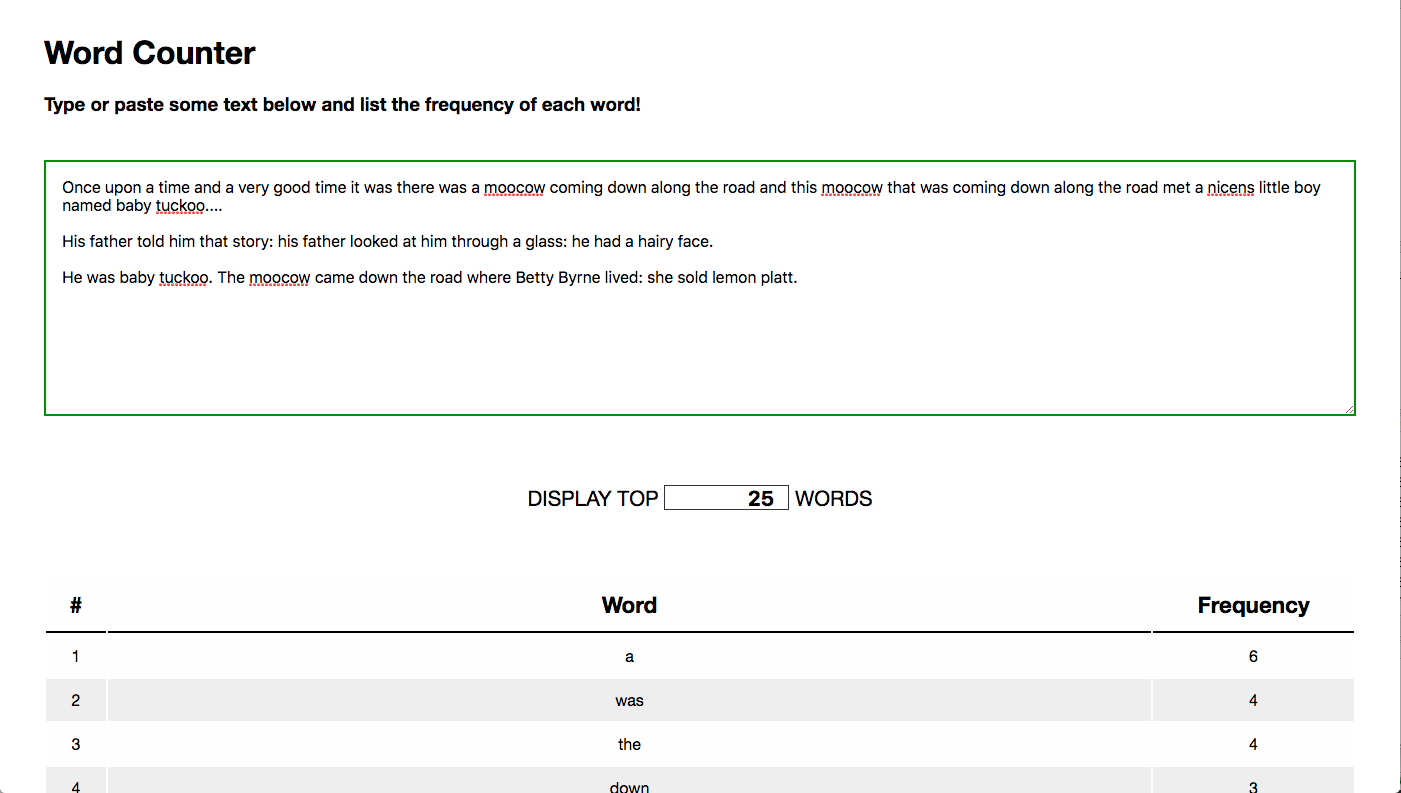 Word Counter
Type or paste some text below and list the frequency of each word!
Once upon a time and a very good time it was there was a moocow coming down along the road and this moocow that was coming down along the road met a nicens little boy
named baby tuckoo....
His father told him that story: his father looked at him through a glass: he had a hairy face.
He was baby tuckoo. The moocow came down the road where Betty Byrne lived: she sold lemon platt.
DISPLAY TOP 25 WORDS
# Word Frequency
1 a 6
2 was 4
3 the 4
4 down 3